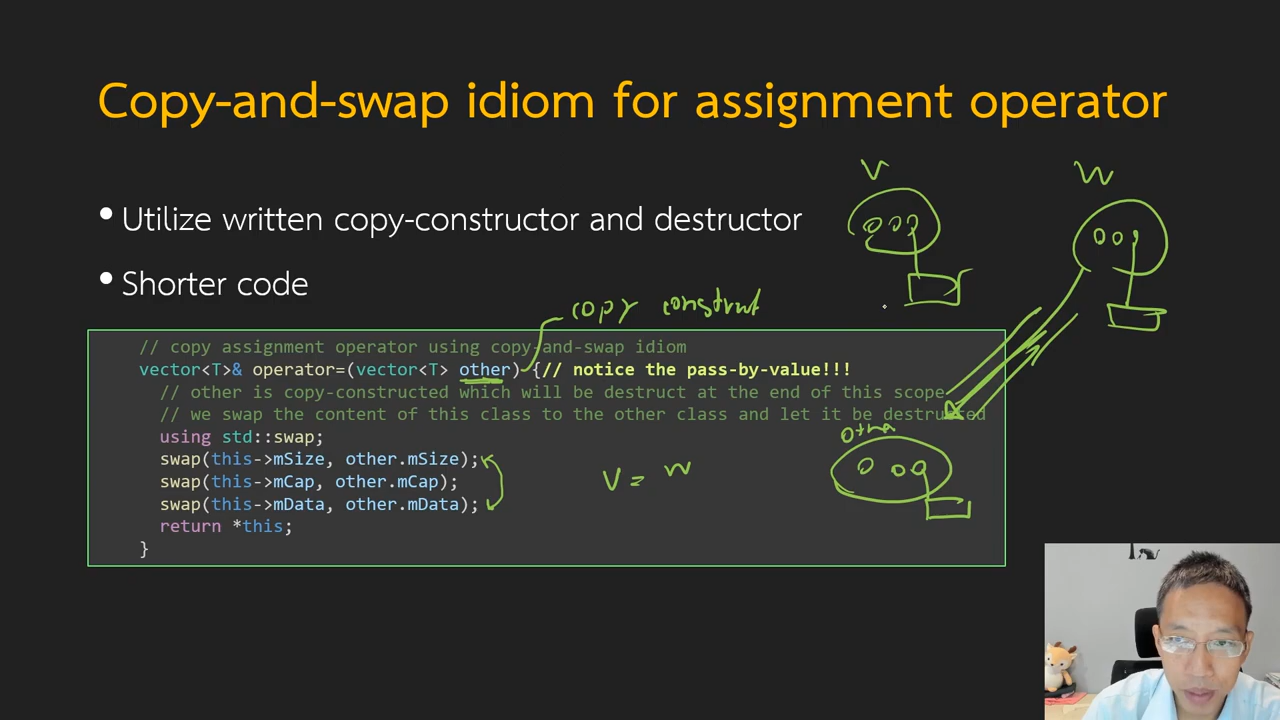 Copy-and-swap idiom for assignment operator
V
W
• Utilize written copy-constructor and destructor
• Shorter code
copy construct
// copy assignment operator using copy-and-swap idiom
vector<T>& operator=(vector<T> other) {// notice the pass-by-value!!!
// other is copy-constructed which will be destruct at the end of this scope
// we swap the content of this class to the other class and let it be destructed
using std::swap;
other
swap(this->mSize, other.mSize);
swap(this->mCap, other.mCap);
V = W
swap(this->mData, other.mData);
return *this;
}